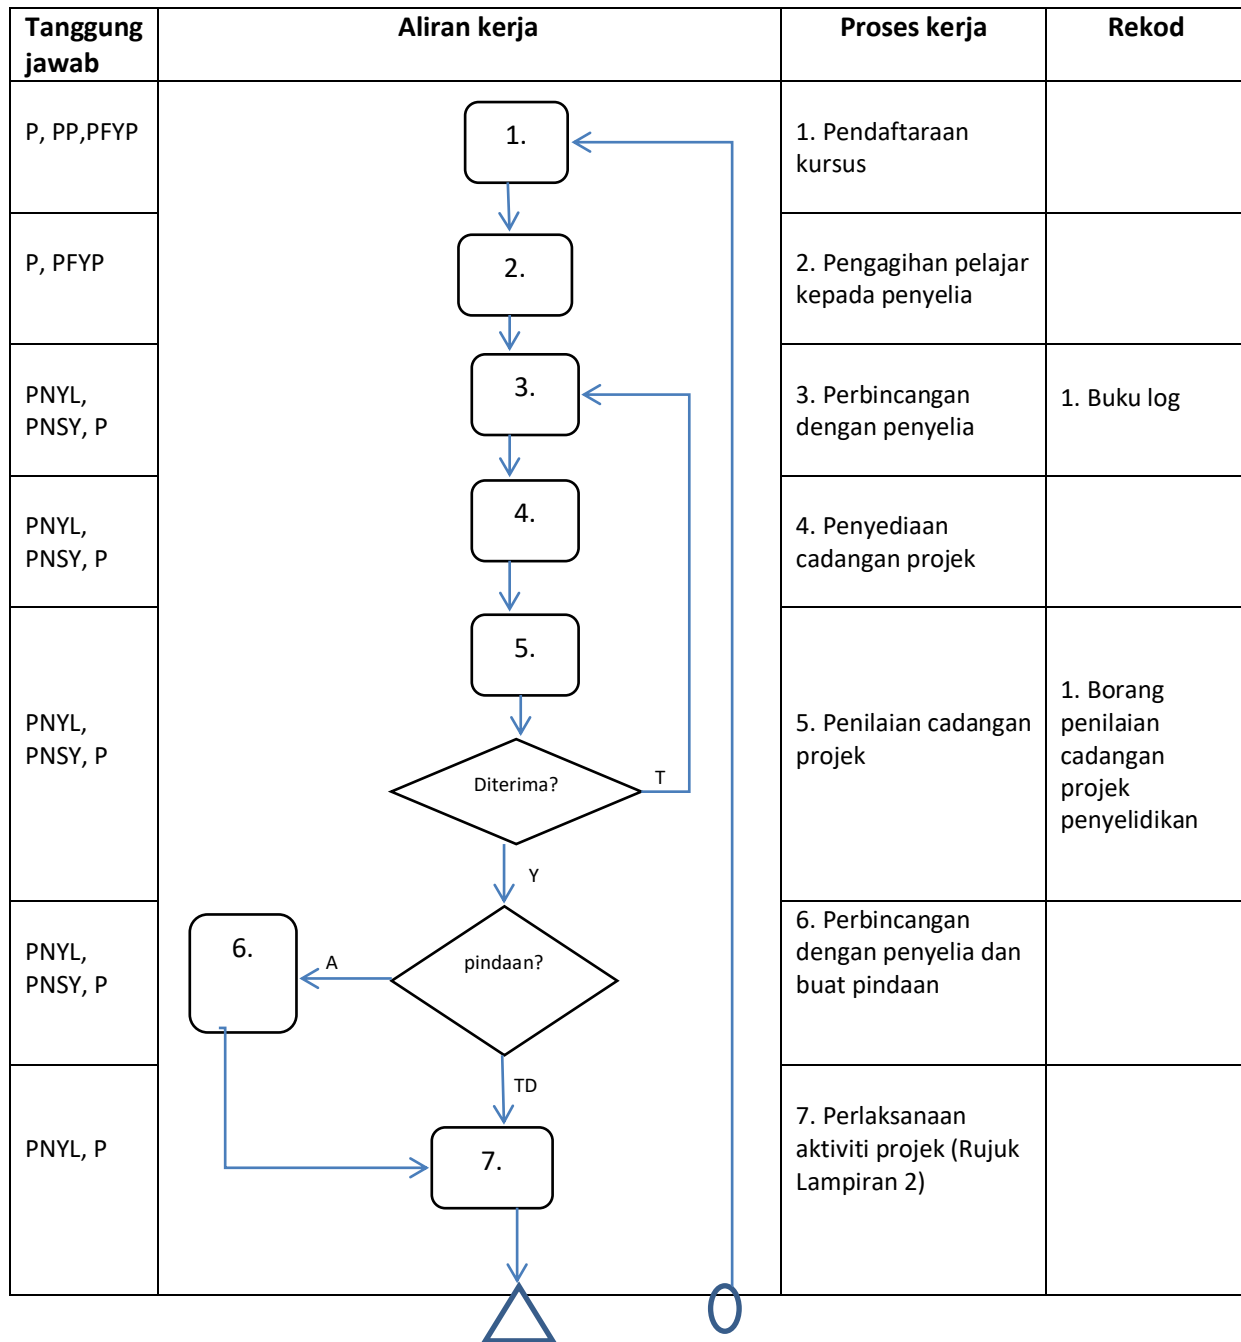 Tanggung
jawab
Aliran kerja
Proses kerja
Rekod
P, PP,PFYP
1.
1. Pendaftaraan
kursus
P, PFYP
2.
2. Pengagihan pelajar
kepada penyelia
PNYL,
PNSY, P
3.
3. Perbincangan
dengan penyelia
1. Buku log
PNYL,
PNSY, P
4.
4. Penyediaan
cadangan projek
PNYL,
PNSY, P
5.
Diterima?
T
Y
5. Penilaian cadangan
projek
1. Borang
penilaian
cadangan
projek
penyelidikan
PNYL,
PNSY, P
6.
A
pindaan?
TD
6. Perbincangan
dengan penyelia dan
buat pindaan
PNYL, P
7.
7. Perlaksanaan
aktiviti projek (Rujuk
Lampiran 2)